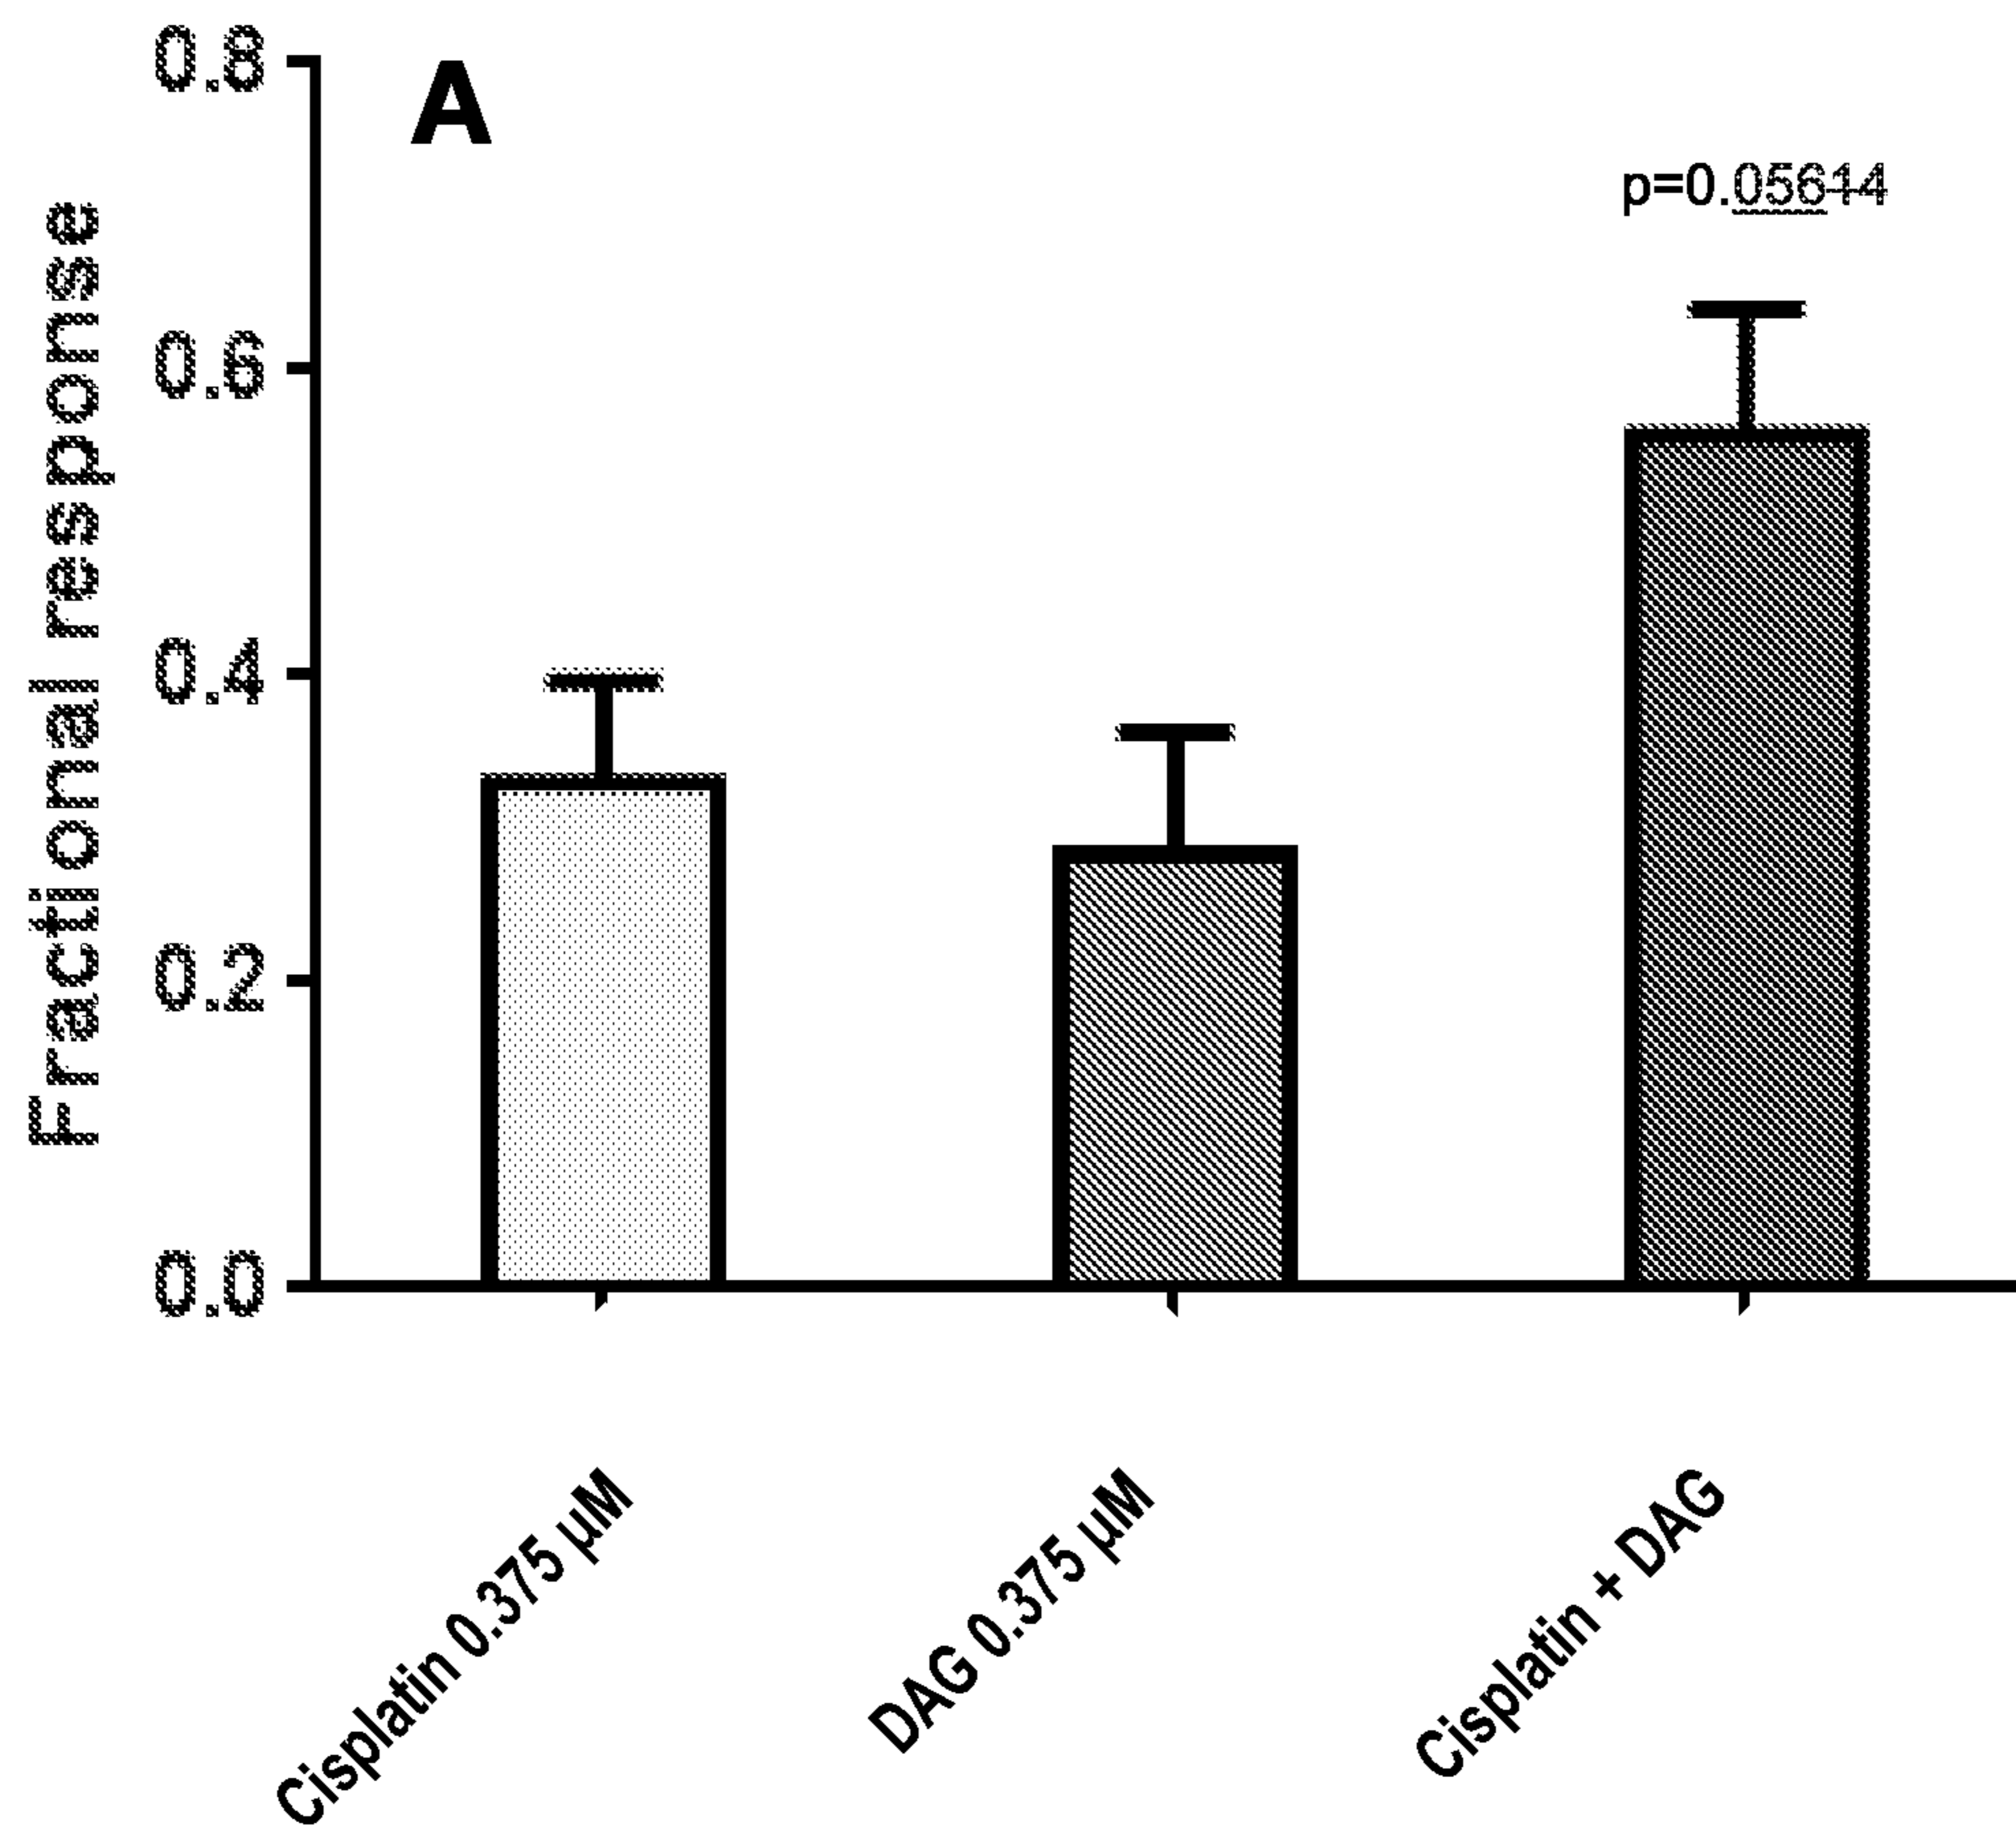 A
p=0.05614
Fractional response
0.8
0.6
0.4
0.2
0.0
Cisplatin 0.375 µM
DAG 0.375 µM
Cisplatin + DAG